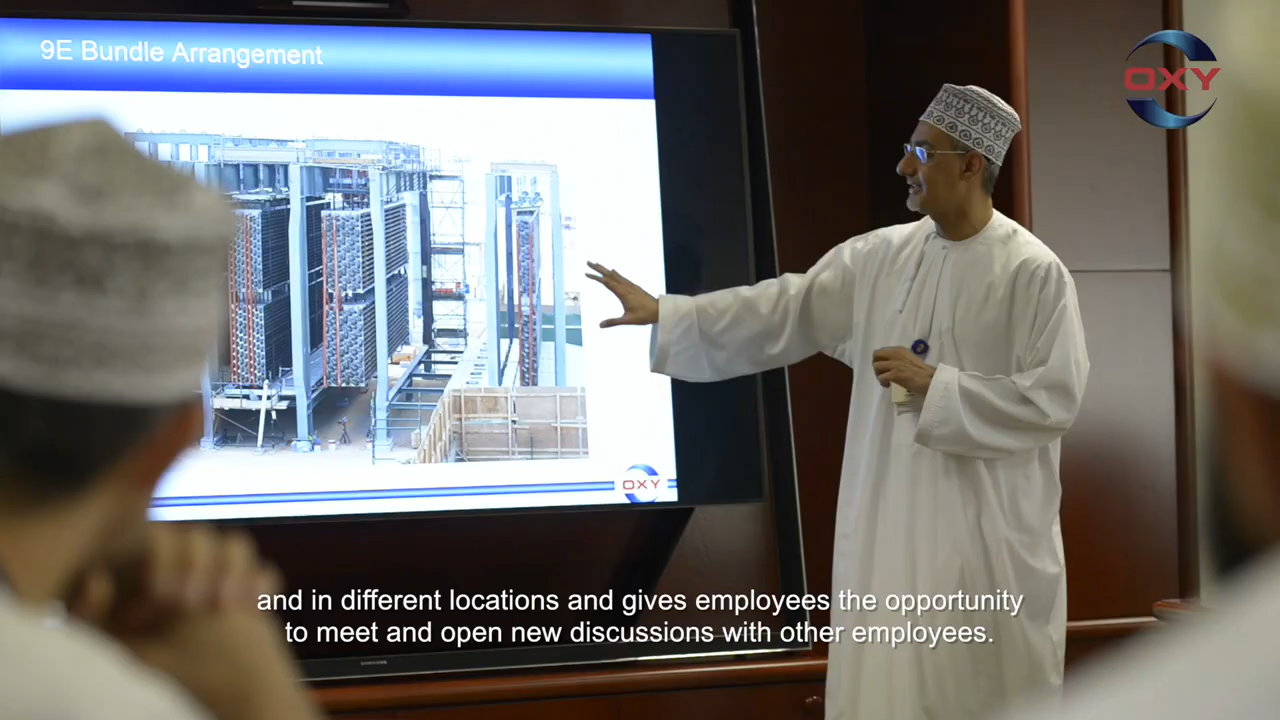 9E Bundle Arrangement
OXY
OXY
and in different locations and gives employees the opportunity
to meet and open new discussions with other employees.
SAMSUNG